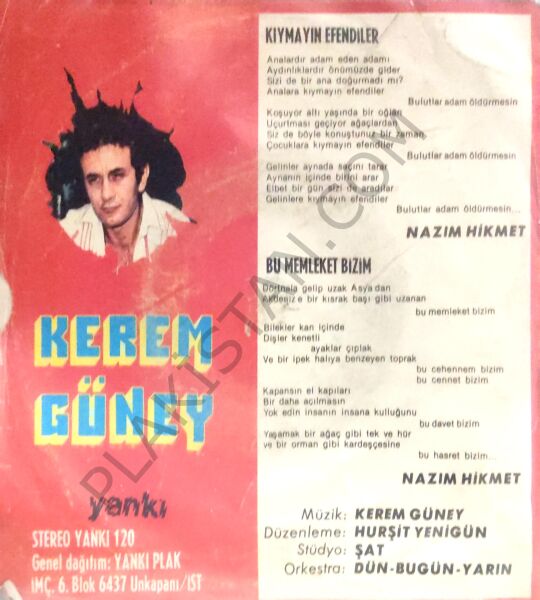 KEREM
GÜNEY
yankı
STEREO YANKI 120
Genel dağıtım: YANKI PLAK
İMÇ. 6. Blok 6437 Unkapanı/İST
KIYMAYIN EFENDİLER
Analardır adam eden adamı
Aydınlıklardır önümüzde gider
Sizi de bir ana doğurmadı mı?
Analara kıymayın efendiler
Bulutlar adam öldürmesin
Koşuyor altı yaşında bir oğlan
Uçurtması geçiyor ağaçlardan
Siz de böyle konuştunuz bir zaman
Çocuklara kıymayın efendiler
Bulutlar adam öldürmesin
Gelinler aynada saçını tarar
Aynanın içinde birini arar
Elbet bir gün sizi de aradılar
Gelinlere kıymayın efendiler
Bulutlar adam öldürmesin...
NAZIM HİKMET
BU MEMLEKET BİZİM
Dörtnala gelip uzak Asya'dan
Akdeniz'e bir kısrak başı gibi uzanan
bu memleket bizim
Bilekler kan içinde
Dişler kenetli
ayaklar çıplak
Ve bir ipek halıya benzeyen toprak
bu cehennem bizim
bu cennet bizim
Kapansın el kapıları
Bir daha açılmasın
Yok edin insanın insana kulluğunu
bu davet bizim
Yaşamak bir ağaç gibi tek ve hür
ve bir orman gibi kardeşçesine
bu hasret bizim...
NAZIM HİKMET
Müzik: KEREM GÜNEY
Düzenleme: HURŞİT YENİGÜN
Stüdyo: ŞAT
Orkestra: DÜN-BUGÜN-YARIN
PLAKİSTAN.COM